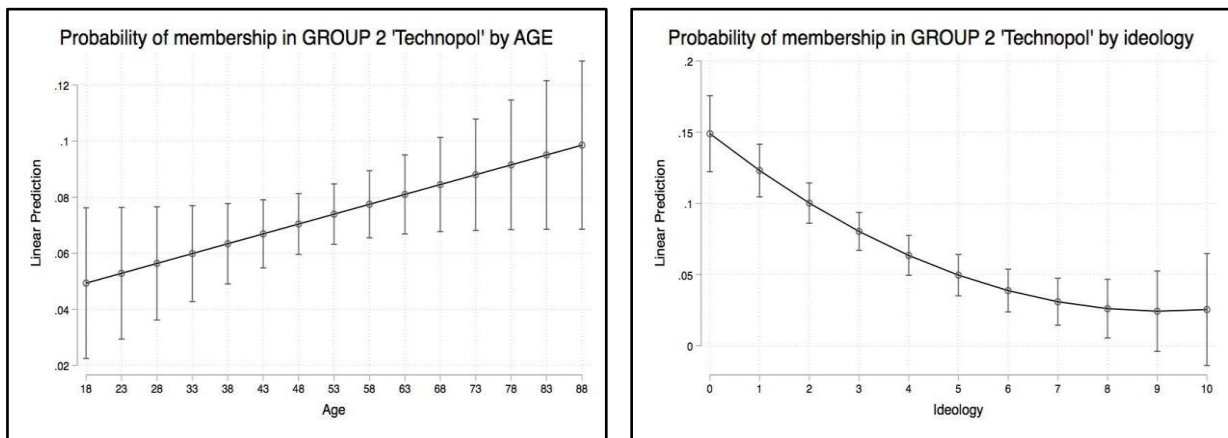 Probability of membership in GROUP 2 'Technopol' by AGE
.12
.1
.08
.06
.04
.02
Linear Prediction
18 23 28 33 38 43 48 53 58 63 68 73 78 83 88
Age
Probability of membership in GROUP 2 'Technopol' by ideology
.2
.15
.1
.05
0
Linear Prediction
0 1 2 3 4 5 6 7 8 9 10
Ideology